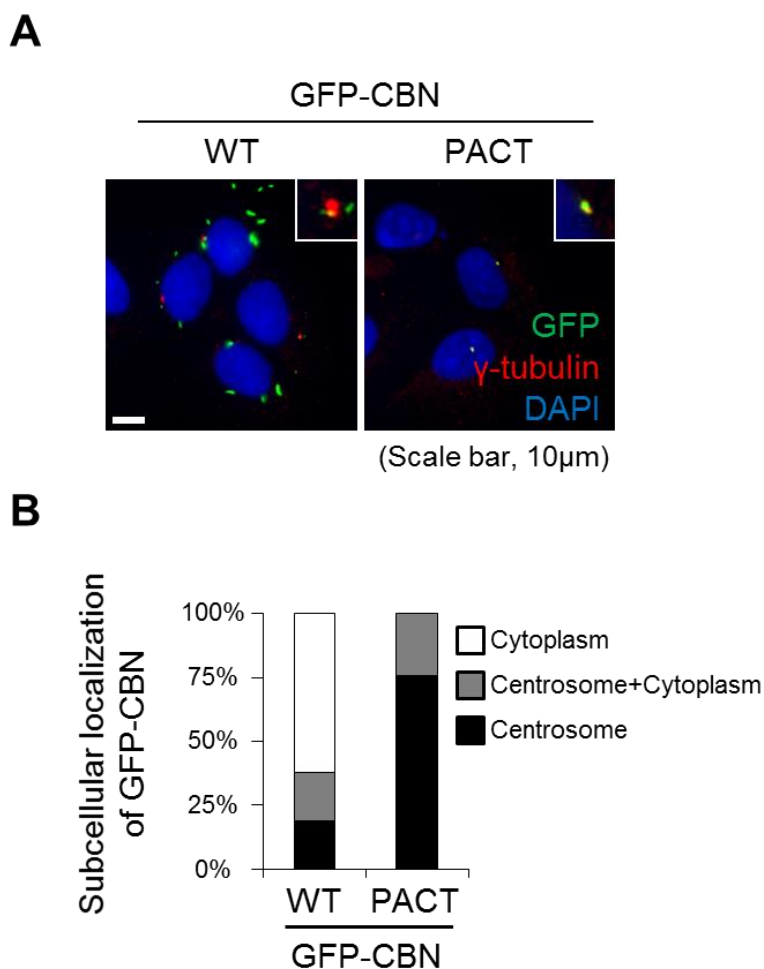 A
GFP-CBN
WT PACT
GFP
γ-tubulin
DAPI
(Scale bar, 10μm)
B
Subcellular localization
of GFP-CBN
100%
75%
50%
25%
0%
Cytoplasm
Centrosome+Cytoplasm
Centrosome
WT PACT
GFP-CBN